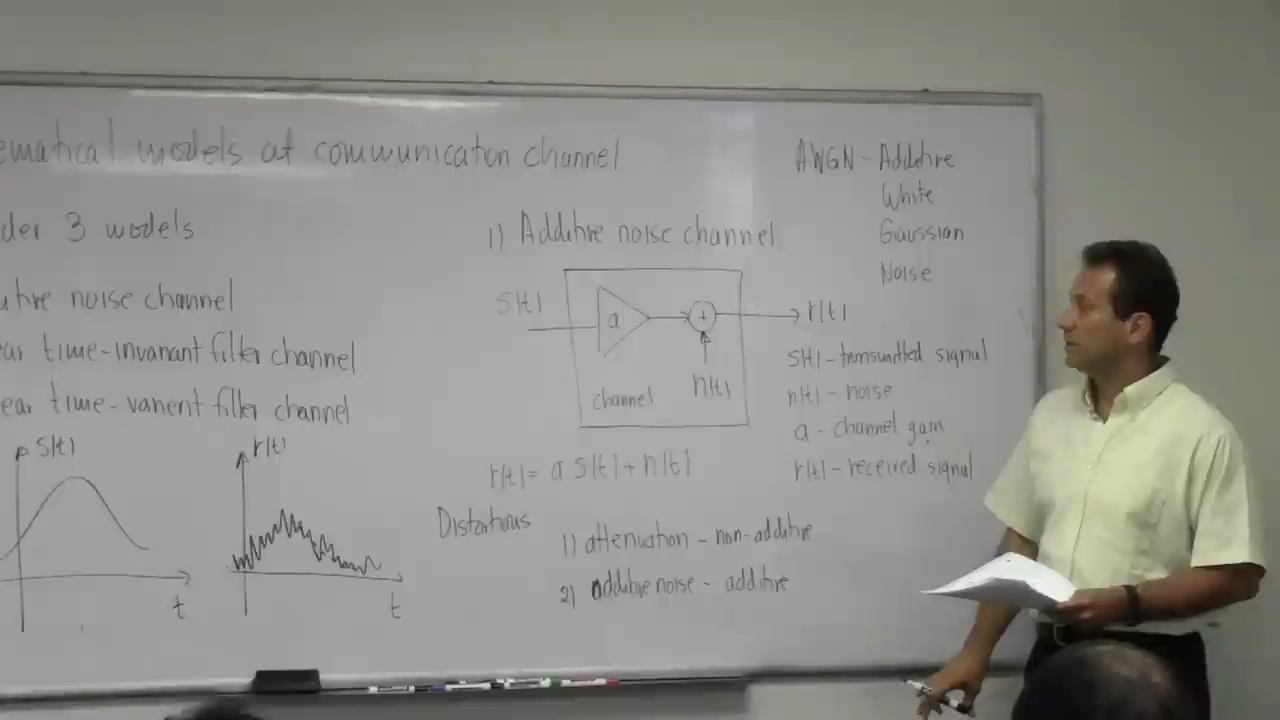 ematical models at communication channel
der 3 models
utive noise channel
ear time-invariant filter channel
ear time-varient filter channel
S(t)
t
r(t)
t
1) Additive noise channel
S(t)
a
+
r(t)
channel
n(t)
r(t) = a S(t) + n(t)
Distortions
1) attenuation - non-additive
2) additive noise - additive
AWGN - Additive
White
Gaussian
Noise
S(t) - transmitted signal
n(t) - noise
a - channel gain
r(t) - received signal